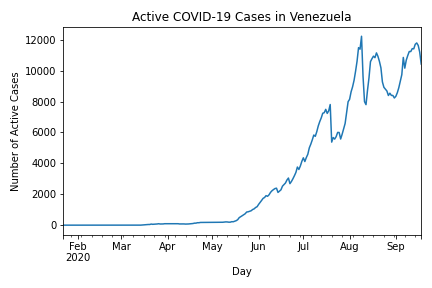 Active COVID-19 Cases in Venezuela
12000
10000
8000
6000
4000
2000
0
Number of Active Cases
Feb Mar Apr May Jun Jul Aug Sep
2020
Day